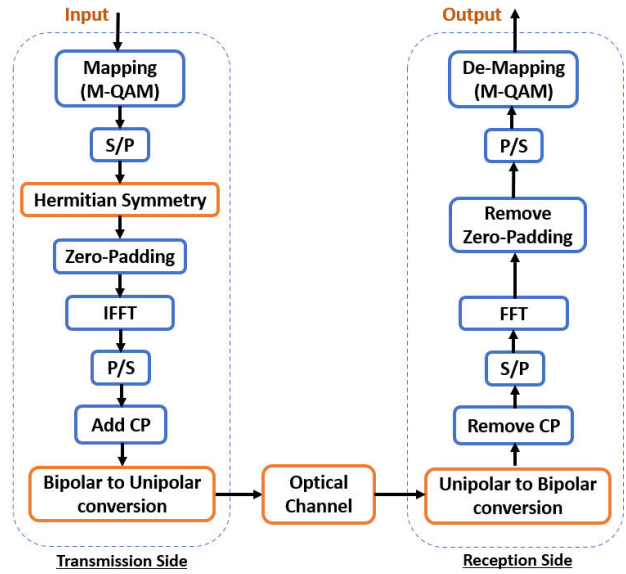 Input
Mapping
(M-QAM)
S/P
Hermitian Symmetry
Zero-Padding
IFFT
P/S
Add CP
Bipolar to Unipolar
conversion
Transmission Side
Optical
Channel
Output
De-Mapping
(M-QAM)
P/S
Remove
Zero-Padding
FFT
S/P
Remove CP
Unipolar to Bipolar
conversion
Reception Side